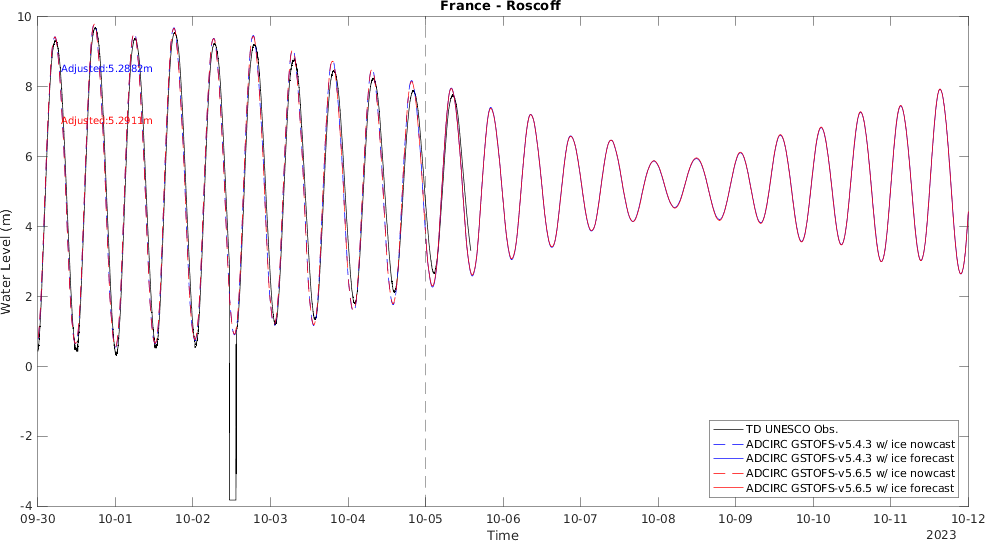 France - Roscoff
10
8
6
4
2
0
-2
-4
Water Level (m)
Adjusted:5.2882m
Adjusted:5.2911m
TD UNESCO Obs.
ADCIRC GSTOFS-v5.4.3 w/ ice nowcast
ADCIRC GSTOFS-v5.4.3 w/ ice forecast
ADCIRC GSTOFS-v5.6.5 w/ ice nowcast
ADCIRC GSTOFS-v5.6.5 w/ ice forecast
09-30 10-01 10-02 10-03 10-04 10-05 10-06 10-07 10-08 10-09 10-10 10-11 10-12
Time
2023